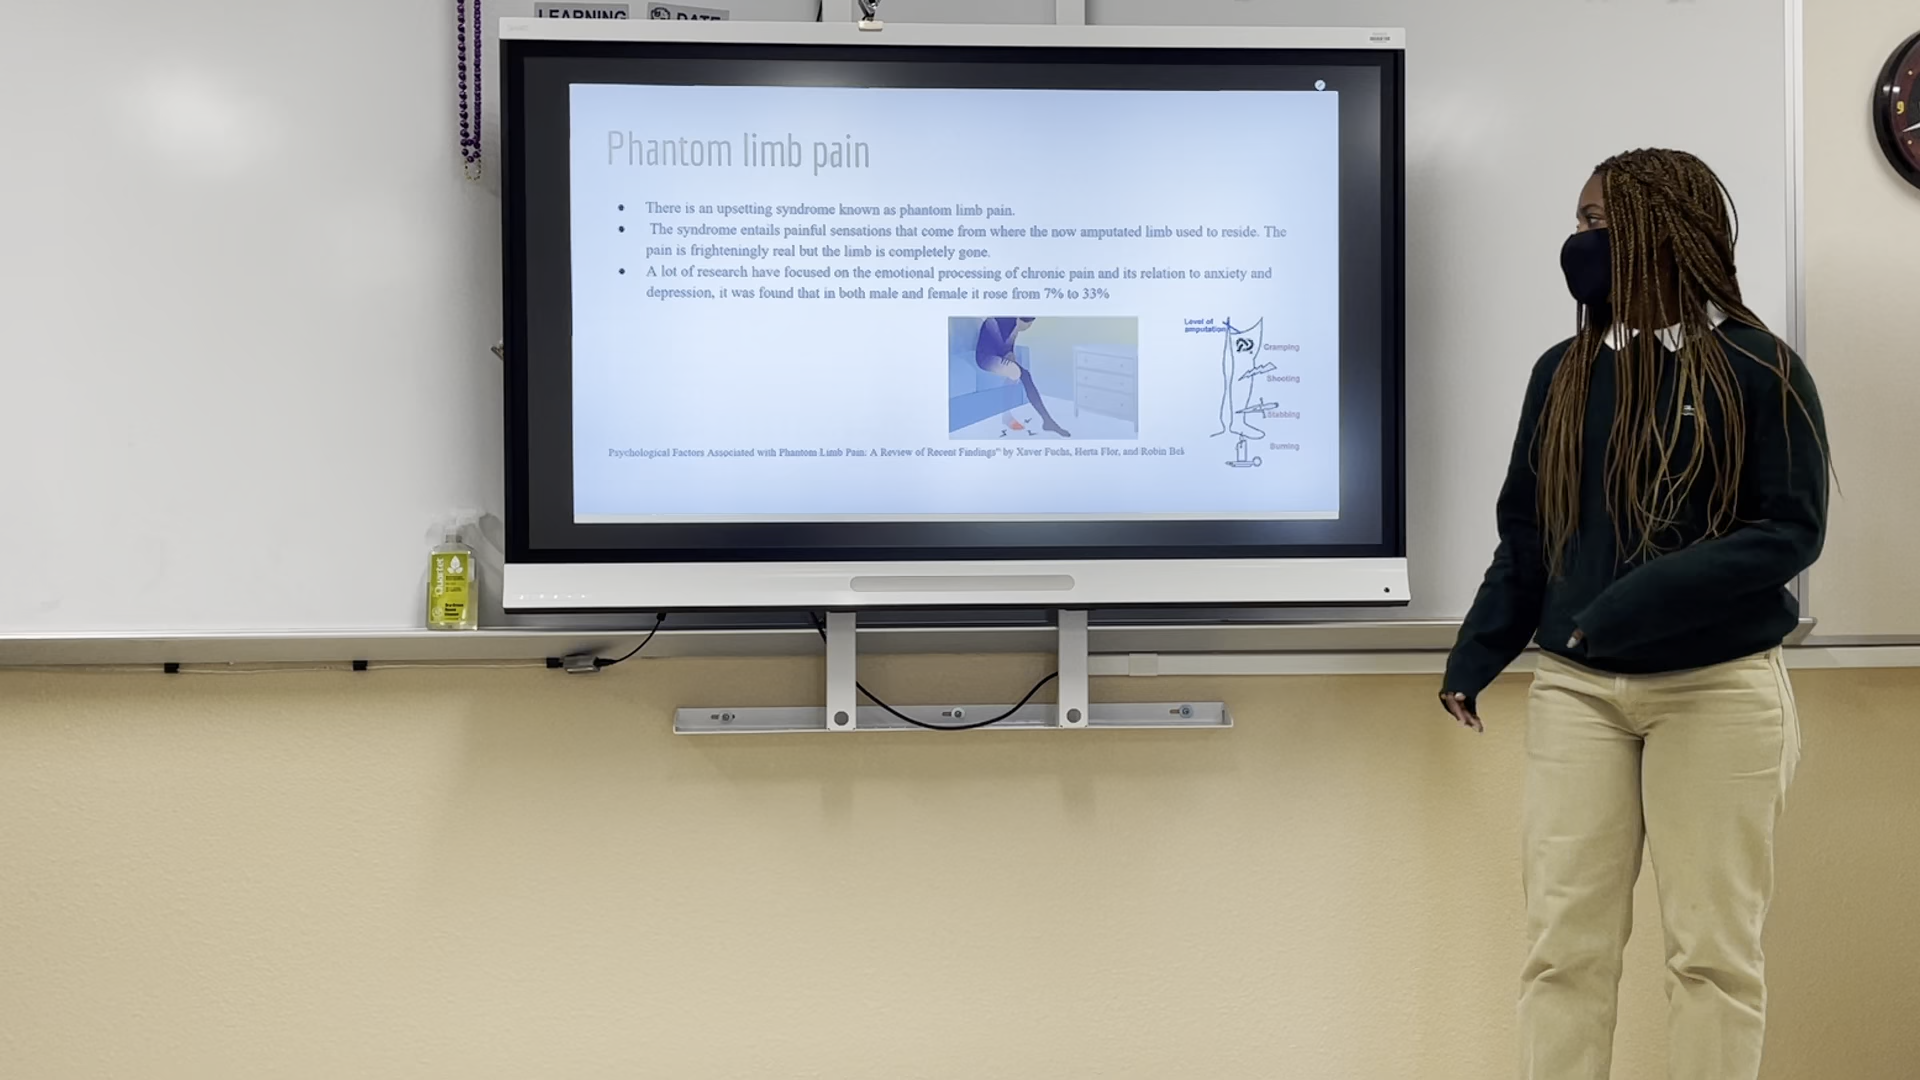 LEARNING
DATE
Phantom limb pain
There is an upsetting syndrome known as phantom limb pain.
The syndrome entails painful sensations that come from where the now amputated limb used to reside. The
pain is frighteningly real but the limb is completely gone.
A lot of research have focused on the emotional processing of chronic pain and its relation to anxiety and
depression, it was found that in both male and female it rose from 7% to 33%
Level of
amputation
Cramping
Shooting
Stabbing
Burning
Psychological Factors Associated with Phantom Limb Pain: A Review of Recent Findings" by Xaver Fuchs, Herta Flor, and Robin Bek
Quartet
9